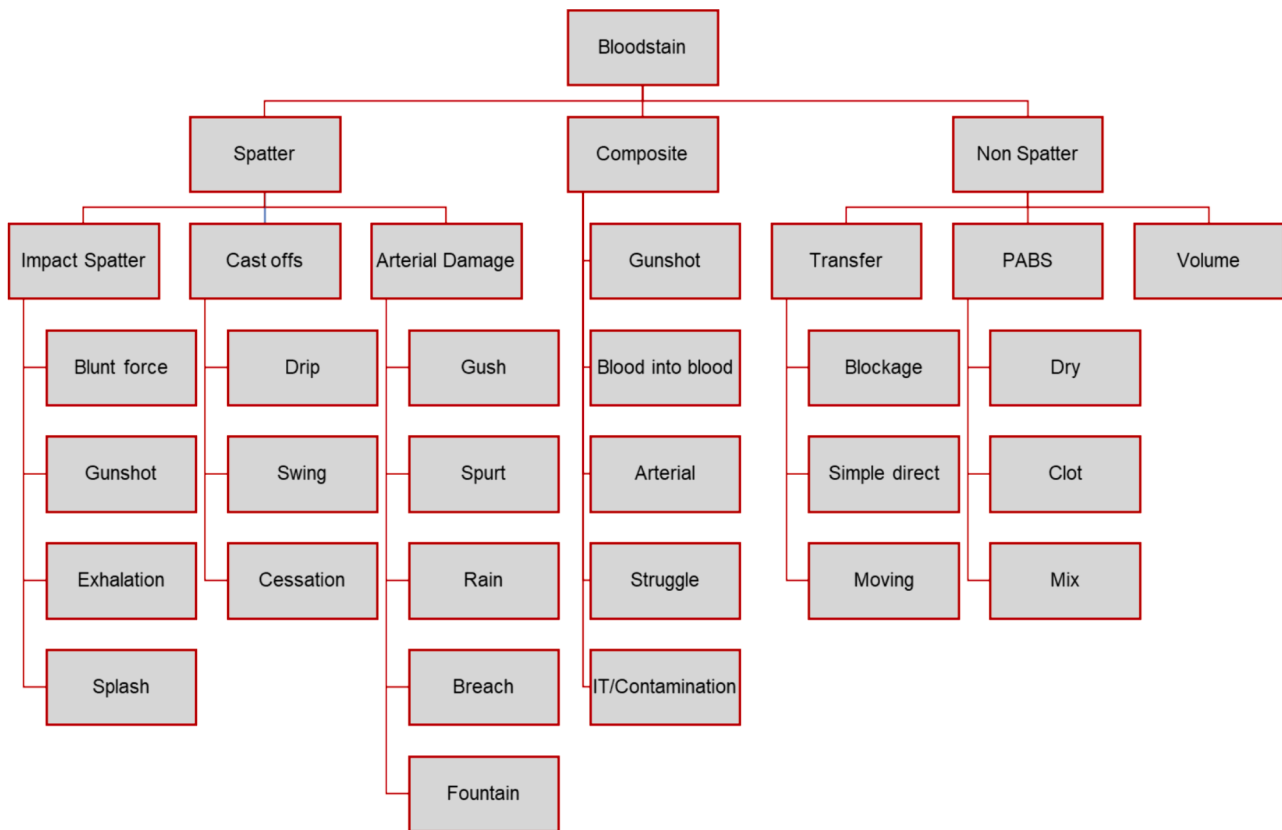 Bloodstain
Spatter
Composite
Non Spatter
Impact Spatter
Cast offs
Arterial Damage
Gunshot
Transfer
PABS
Volume
Blunt force
Drip
Gush
Blood into blood
Blockage
Dry
Gunshot
Swing
Spurt
Arterial
Simple direct
Clot
Exhalation
Cessation
Rain
Struggle
Moving
Mix
Splash
Breach
IT/Contamination
Fountain